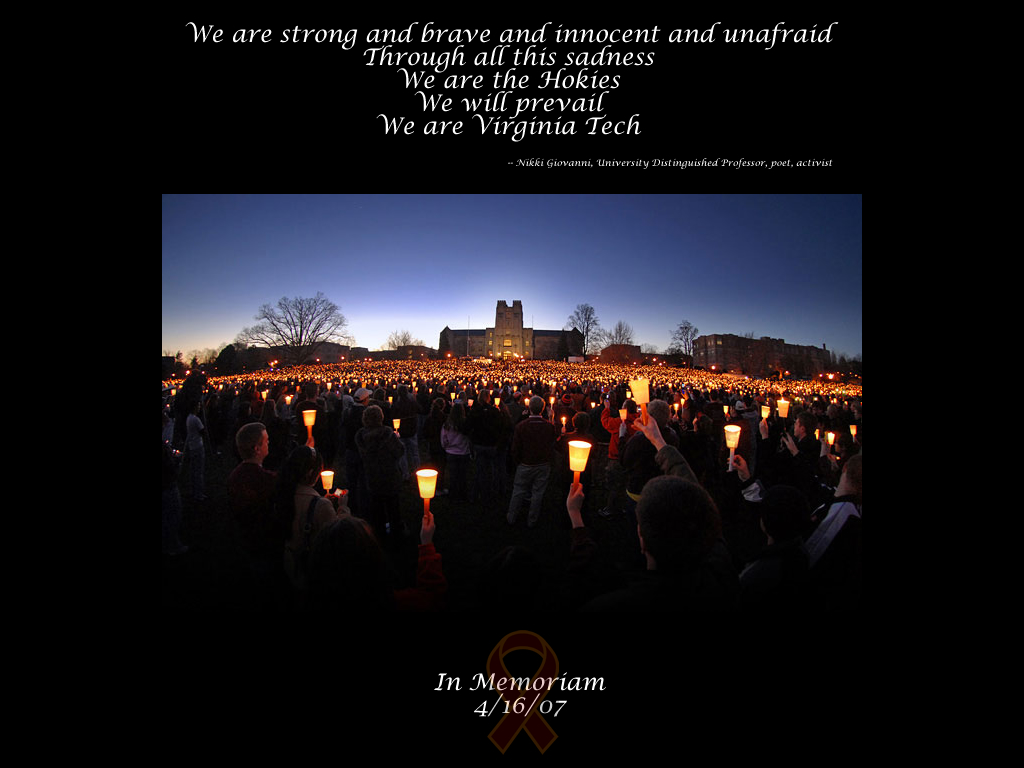 We are strong and brave and innocent and unafraid
Through all this sadness
We are the Hokies
We will prevail
We are Virginia Tech
-- Nikki Giovanni, University Distinguished Professor, poet, activist
In Memoriam
4/16/07